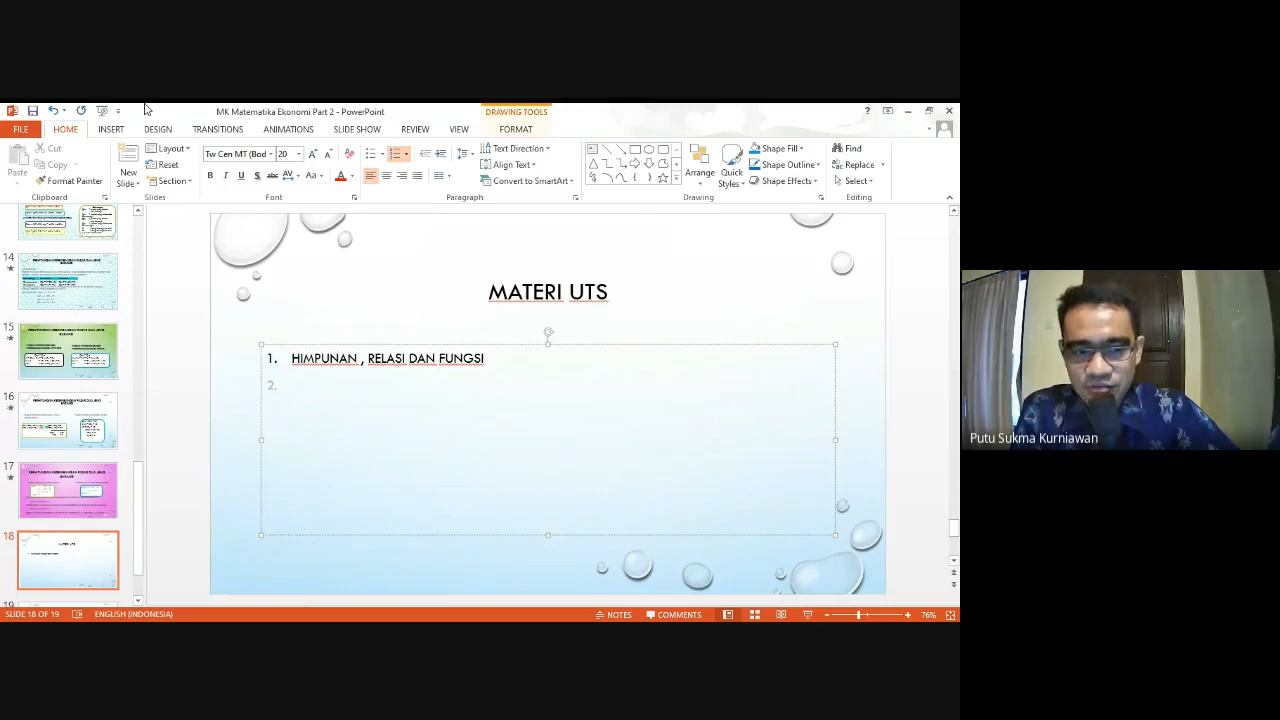 MK Matematika Ekonomi Part 2 - PowerPoint
DRAWING TOOLS
FILE HOME INSERT DESIGN TRANSITIONS ANIMATIONS SLIDE SHOW REVIEW VIEW FORMAT
Paste
Cut
Copy
Format Painter
Clipboard
New
Slide
Layout
Reset
Section
Slides
Tw Cen MT (Bod 20
Font
Text Direction
Align Text
Convert to SmartArt
Paragraph
Arrange
Quick
Styles
Shape Fill
Shape Outline
Shape Effects
Drawing
Find
Replace
Select
Editing
14
15
16
17
18
19
MATERI UTS
1. HIMPUNAN , RELASI DAN FUNGSI
2.
Putu Sukma Kurniawan
SLIDE 18 OF 19 ENGLISH (INDONESIA) NOTES COMMENTS 76%